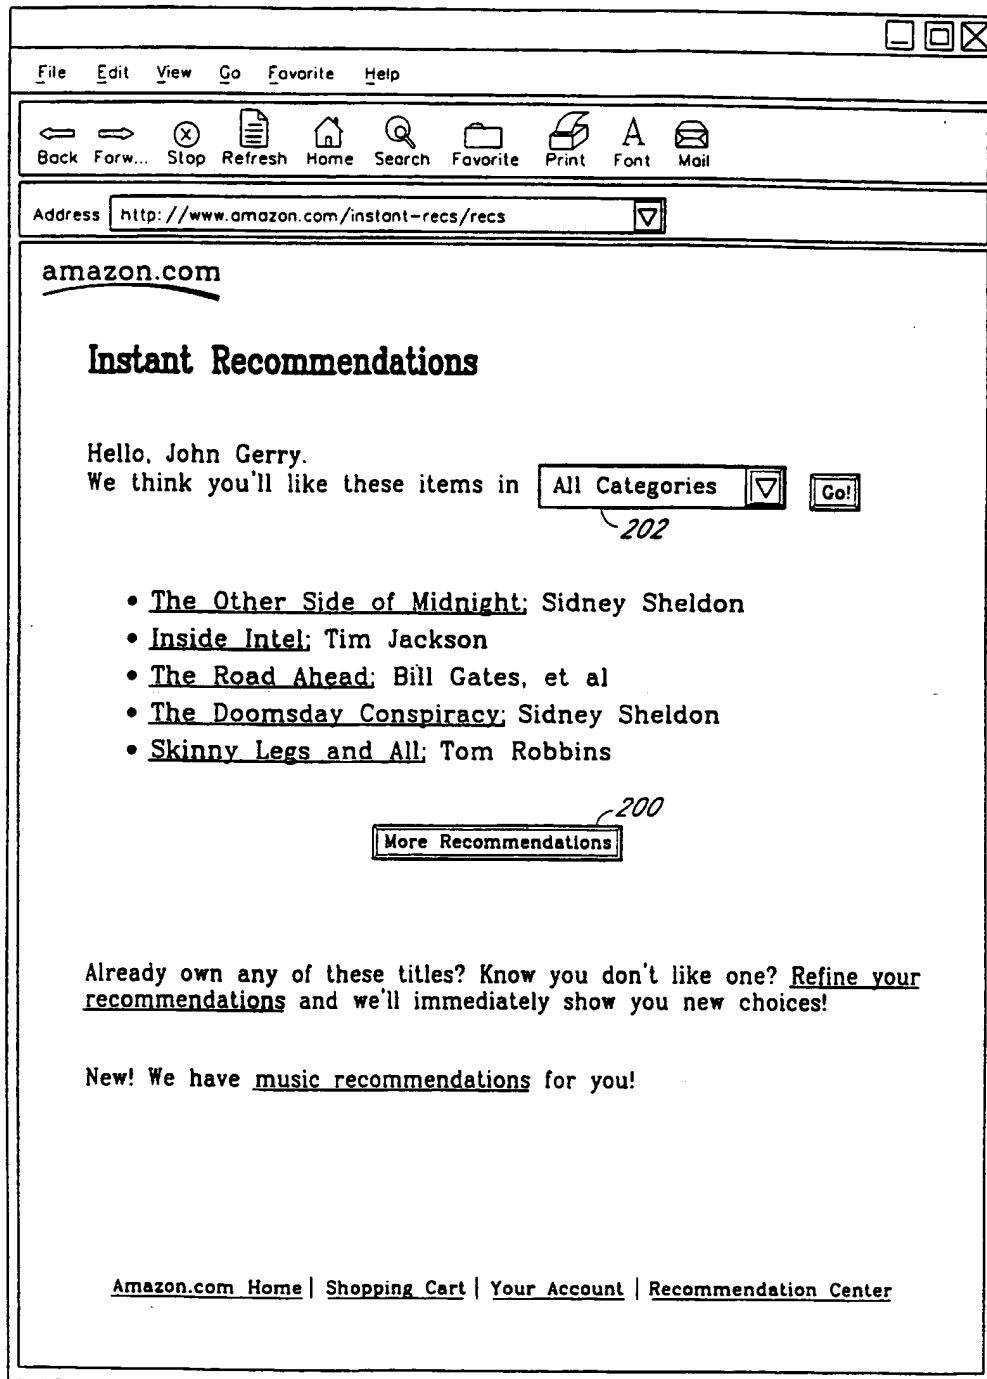 File Edit View Go Favorite Help
Back Forw... Stop Refresh Home Search Favorite Print Font Mail
Address http://www.amazon.com/instant-recs/recs
amazon.com
Instant Recommendations
Hello, John Gerry.
We think you'll like these items in All Categories Go!
202
• The Other Side of Midnight; Sidney Sheldon
• Inside Intel; Tim Jackson
• The Road Ahead; Bill Gates, et al
• The Doomsday Conspiracy; Sidney Sheldon
• Skinny Legs and All; Tom Robbins
200
More Recommendations
Already own any of these titles? Know you don't like one? Refine your
recommendations and we'll immediately show you new choices!
New! We have music recommendations for you!
Amazon.com Home | Shopping Cart | Your Account | Recommendation Center